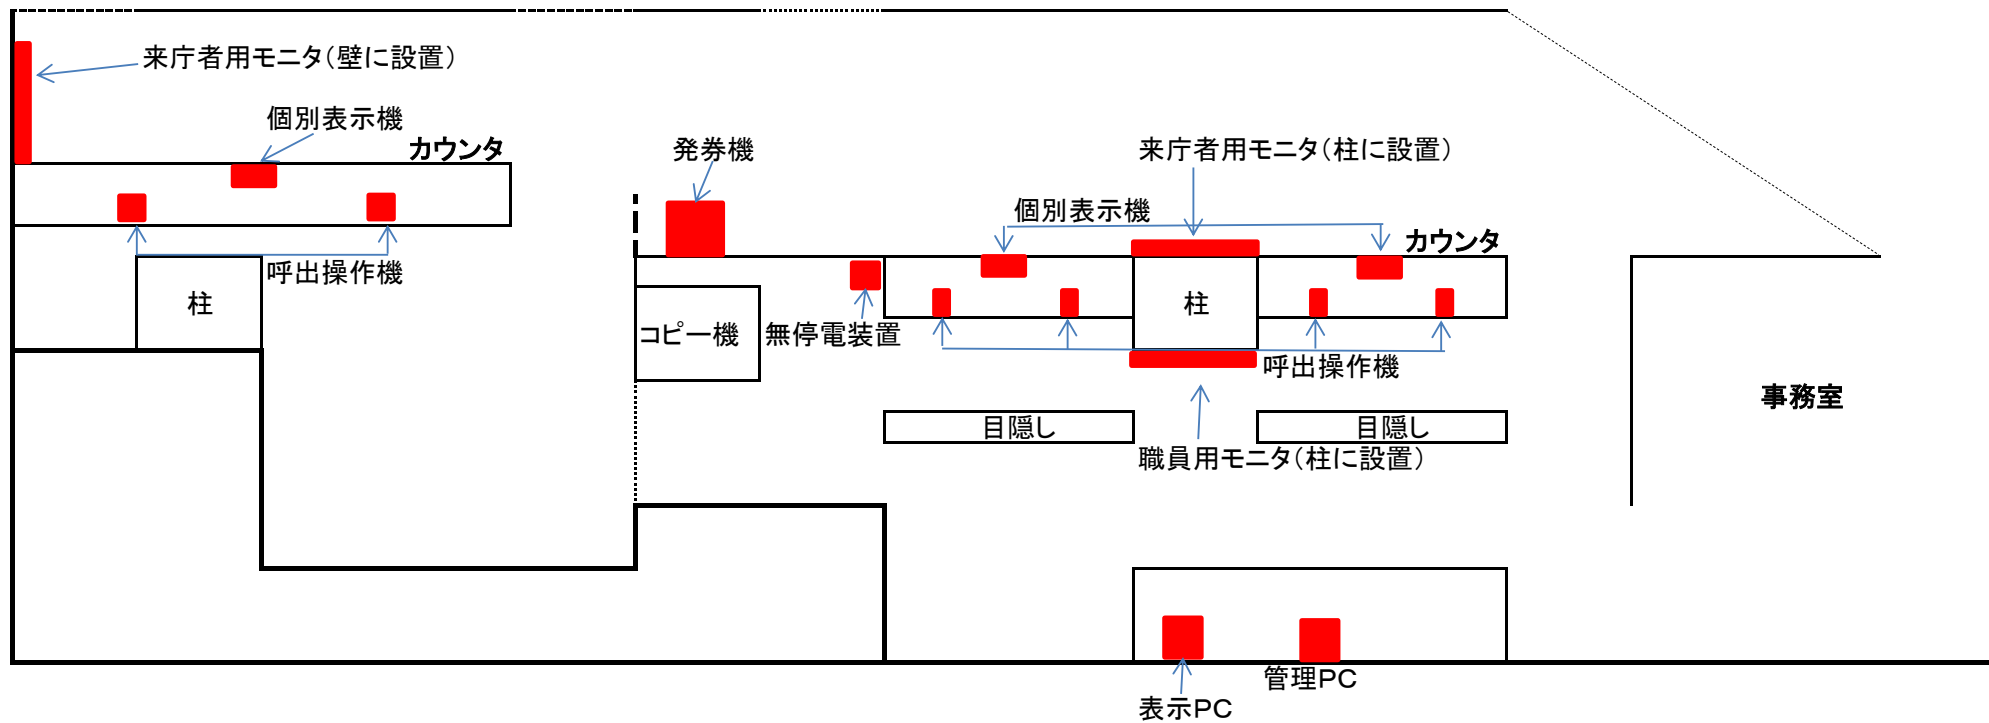 来庁者用モニタ(壁に設置)
個別表示機
カウンタ
発券機
来庁者用モニタ(柱に設置)
個別表示機
カウンタ
呼出操作機
柱
柱
コピー機
無停電装置
呼出操作機
事務室
目隠し
目隠し
職員用モニタ(柱に設置)
管理PC
表示PC